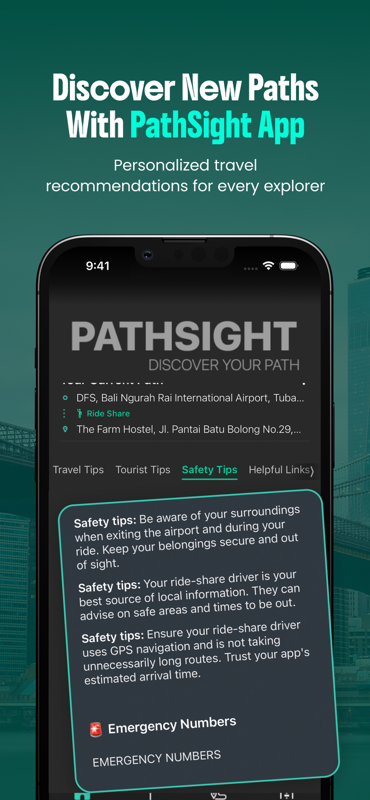 Discover New Paths
With PathSight App
Personalized travel
recommendations for every explorer
9:41
PATHSIGHT
DISCOVER YOUR PATH
DFS, Bali Ngurah Rai International Airport, Tuba...
Ride Share
The Farm Hostel, Jl. Pantai Batu Bolong No.29,...
Travel Tips Tourist Tips Safety Tips Helpful Links
Safety tips: Be aware of your surroundings
when exiting the airport and during your
ride. Keep your belongings secure and out
of sight.
Safety tips: Your ride-share driver is your
best source of local information. They can
advise on safe areas and times to be out.
Safety tips: Ensure your ride-share driver
uses GPS navigation and is not taking
unnecessarily long routes. Trust your app's
estimated arrival time.
🚨 Emergency Numbers
EMERGENCY NUMBERS